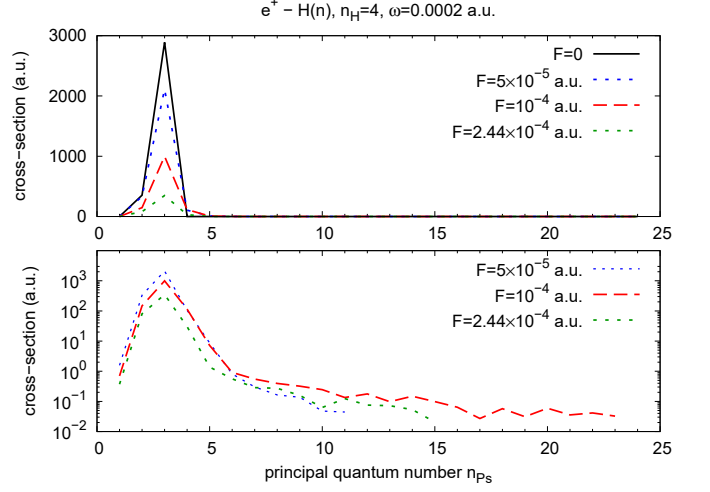 e⁺ − H(n), n_H=4, ω=0.0002 a.u.
cross−section (a.u.)
3000
2000
1000
0
F=0
F=5×10⁻⁵ a.u.
F=10⁻⁴ a.u.
F=2.44×10⁻⁴ a.u.
0 5 10 15 20 25
cross−section (a.u.)
10³
10²
10¹
10⁰
10⁻¹
10⁻²
F=5×10⁻⁵ a.u.
F=10⁻⁴ a.u.
F=2.44×10⁻⁴ a.u.
0 5 10 15 20 25
principal quantum number n_Ps